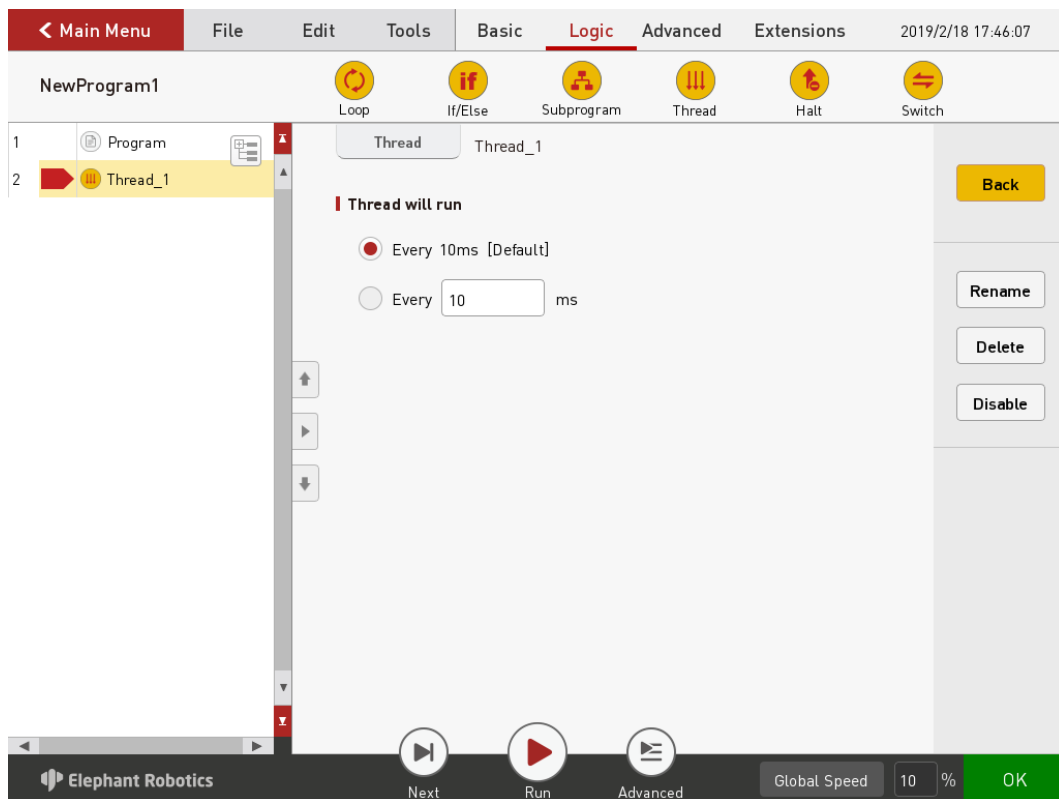 Main Menu File Edit Tools Basic Logic Advanced Extensions 2019/2/18 17:46:07
NewProgram1
if
Loop If/Else Subprogram Thread Halt Switch
1 Program
2 Thread_1
Thread Thread_1
Thread will run
Every 10ms [Default]
Every 10 ms
Back
Rename
Delete
Disable
Elephant Robotics
Next Run Advanced
Global Speed 10 % OK